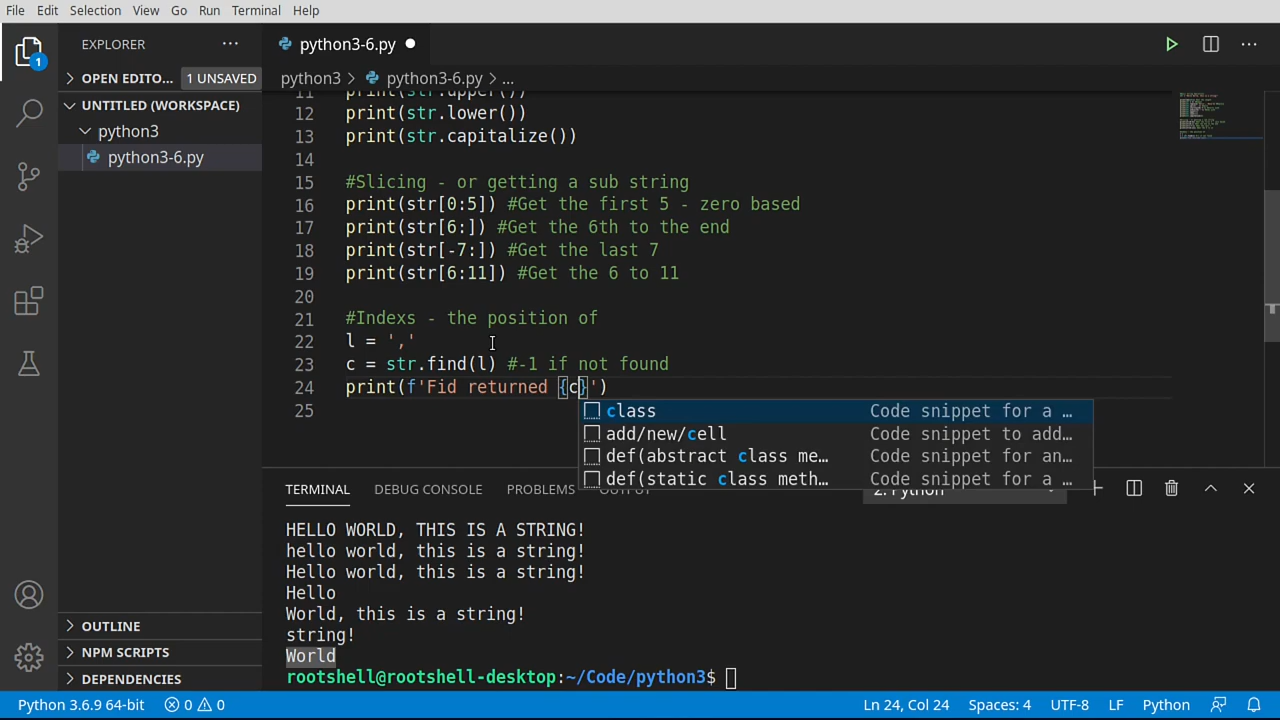 File Edit Selection View Go Run Terminal Help
EXPLORER
python3-6.py
OPEN EDITO... 1 UNSAVED
python3 > python3-6.py > ...
UNTITLED (WORKSPACE)
python3
python3-6.py
1
11 print(str.upper())
12 print(str.lower())
13 print(str.capitalize())
14
15 #Slicing - or getting a sub string
16 print(str[0:5]) #Get the first 5 - zero based
17 print(str[6:]) #Get the 6th to the end
18 print(str[-7:]) #Get the last 7
19 print(str[6:11]) #Get the 6 to 11
20
21 #Indexs - the position of
22 l = ','
23 c = str.find(l) #-1 if not found
24 print(f'Fid returned {c}')
25
class Code snippet for a ...
add/new/cell Code snippet to add...
def(abstract class me... Code snippet for an...
def(static class meth... Code snippet for a ...
TERMINAL DEBUG CONSOLE PROBLEMS OUTPUT 2: Python
HELLO WORLD, THIS IS A STRING!
hello world, this is a string!
Hello world, this is a string!
Hello
World, this is a string!
string!
World
rootshell@rootshell-desktop:~/Code/python3$
OUTLINE
NPM SCRIPTS
DEPENDENCIES
Python 3.6.9 64-bit 0 0 Ln 24, Col 24 Spaces: 4 UTF-8 LF Python